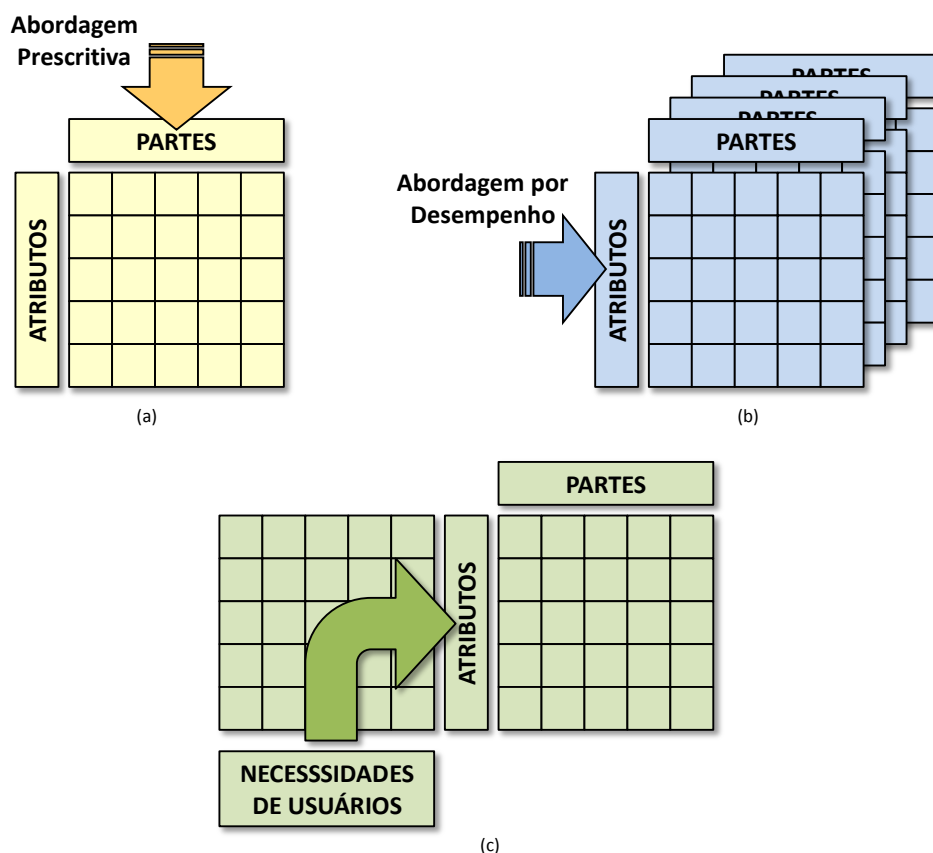 Abordagem
Prescritiva
PARTES
ATRIBUTOS
(a)
PARTES
PARTES
PARTES
PARTES
Abordagem por
Desempenho
ATRIBUTOS
(b)
PARTES
ATRIBUTOS
NECESSSIDADES
DE USUÁRIOS
(c)